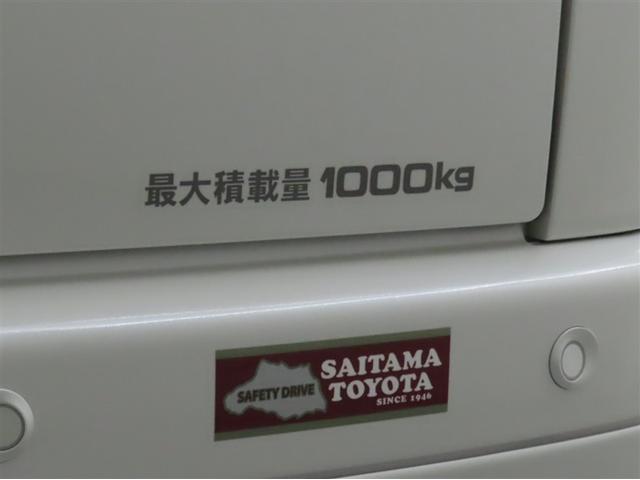 最大積載量 1000kg
SAFETY DRIVE
SAITAMA
TOYOTA
SINCE 1946